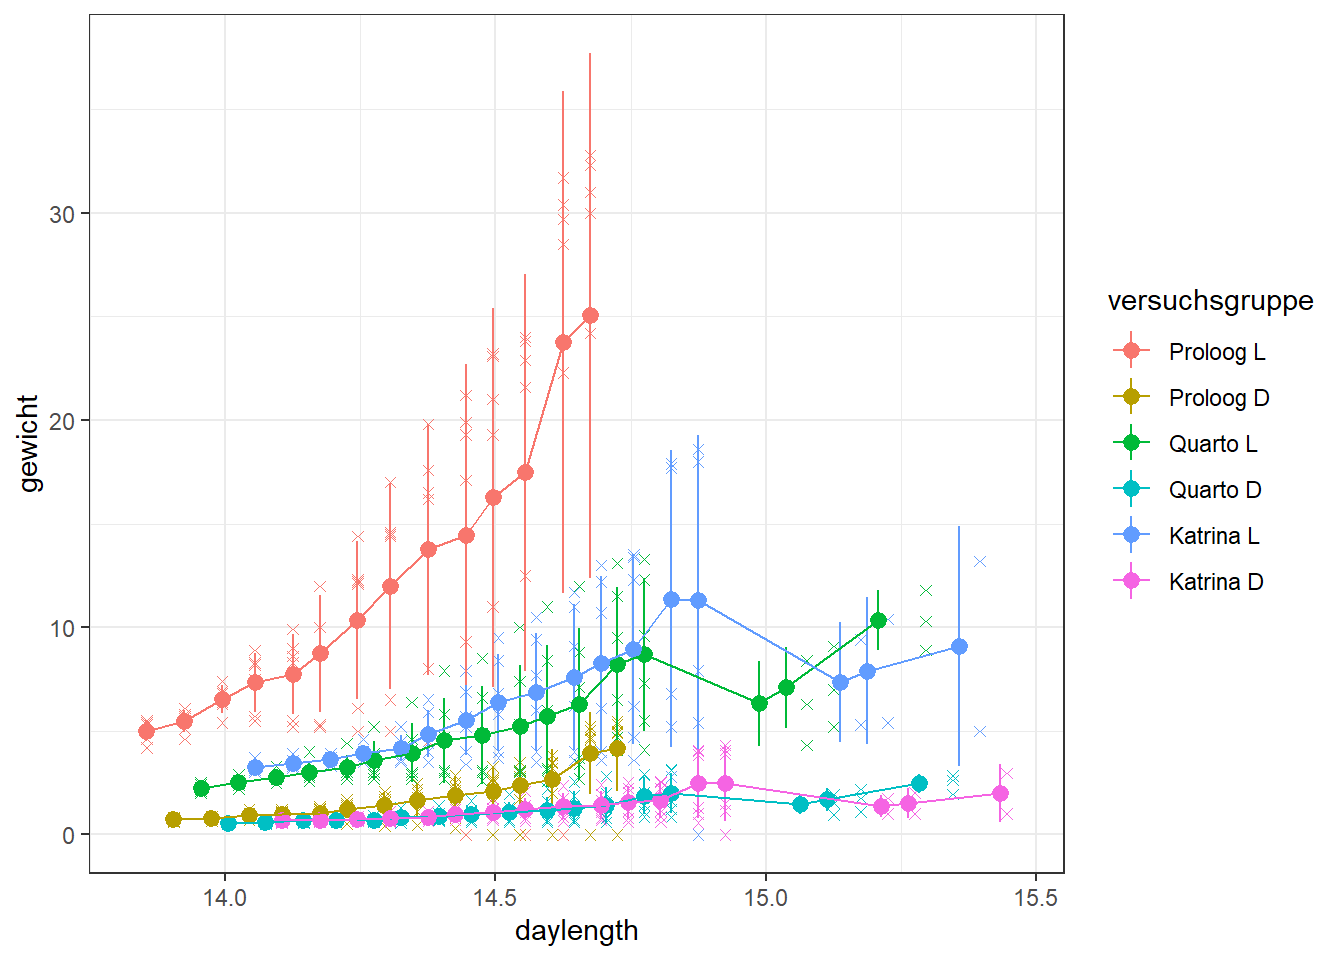 gewicht
30
20
10
0
14.0
14.5
15.0
15.5
daylength
versuchsgruppe
Proloog L
Proloog D
Quarto L
Quarto D
Katrina L
Katrina D